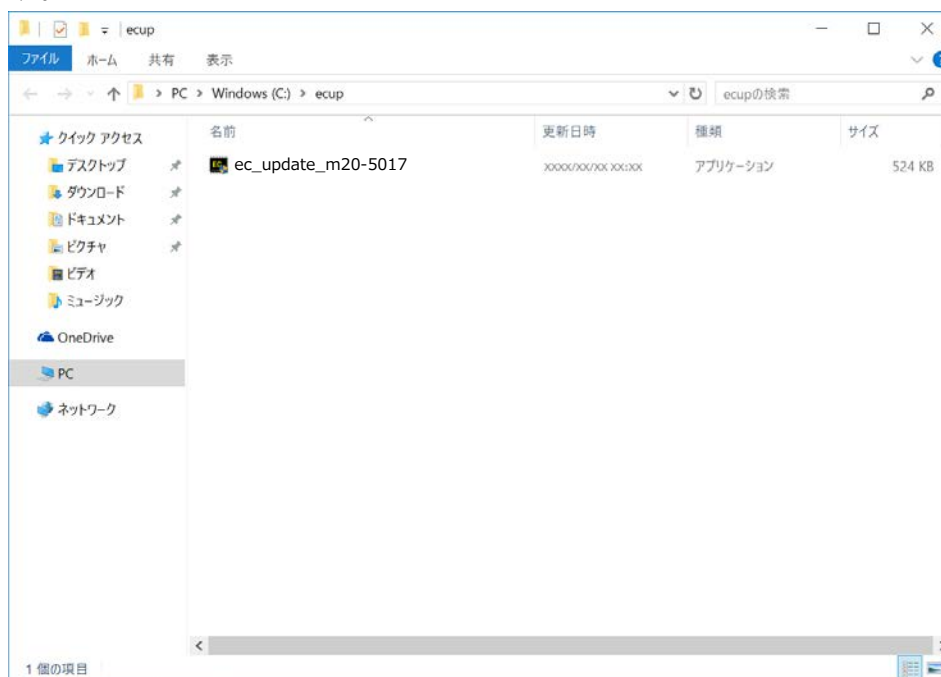 ecup
ファイル ホーム 共有 表示
PC > Windows (C:) > ecup
ecupの検索
名前 更新日時 種類 サイズ
ec_update_m20-5017 xxxx/xx/xx xx:xx アプリケーション 524 KB
クイック アクセス
デスクトップ
ダウンロード
ドキュメント
ピクチャ
ビデオ
ミュージック
OneDrive
PC
ネットワーク
1 個の項目